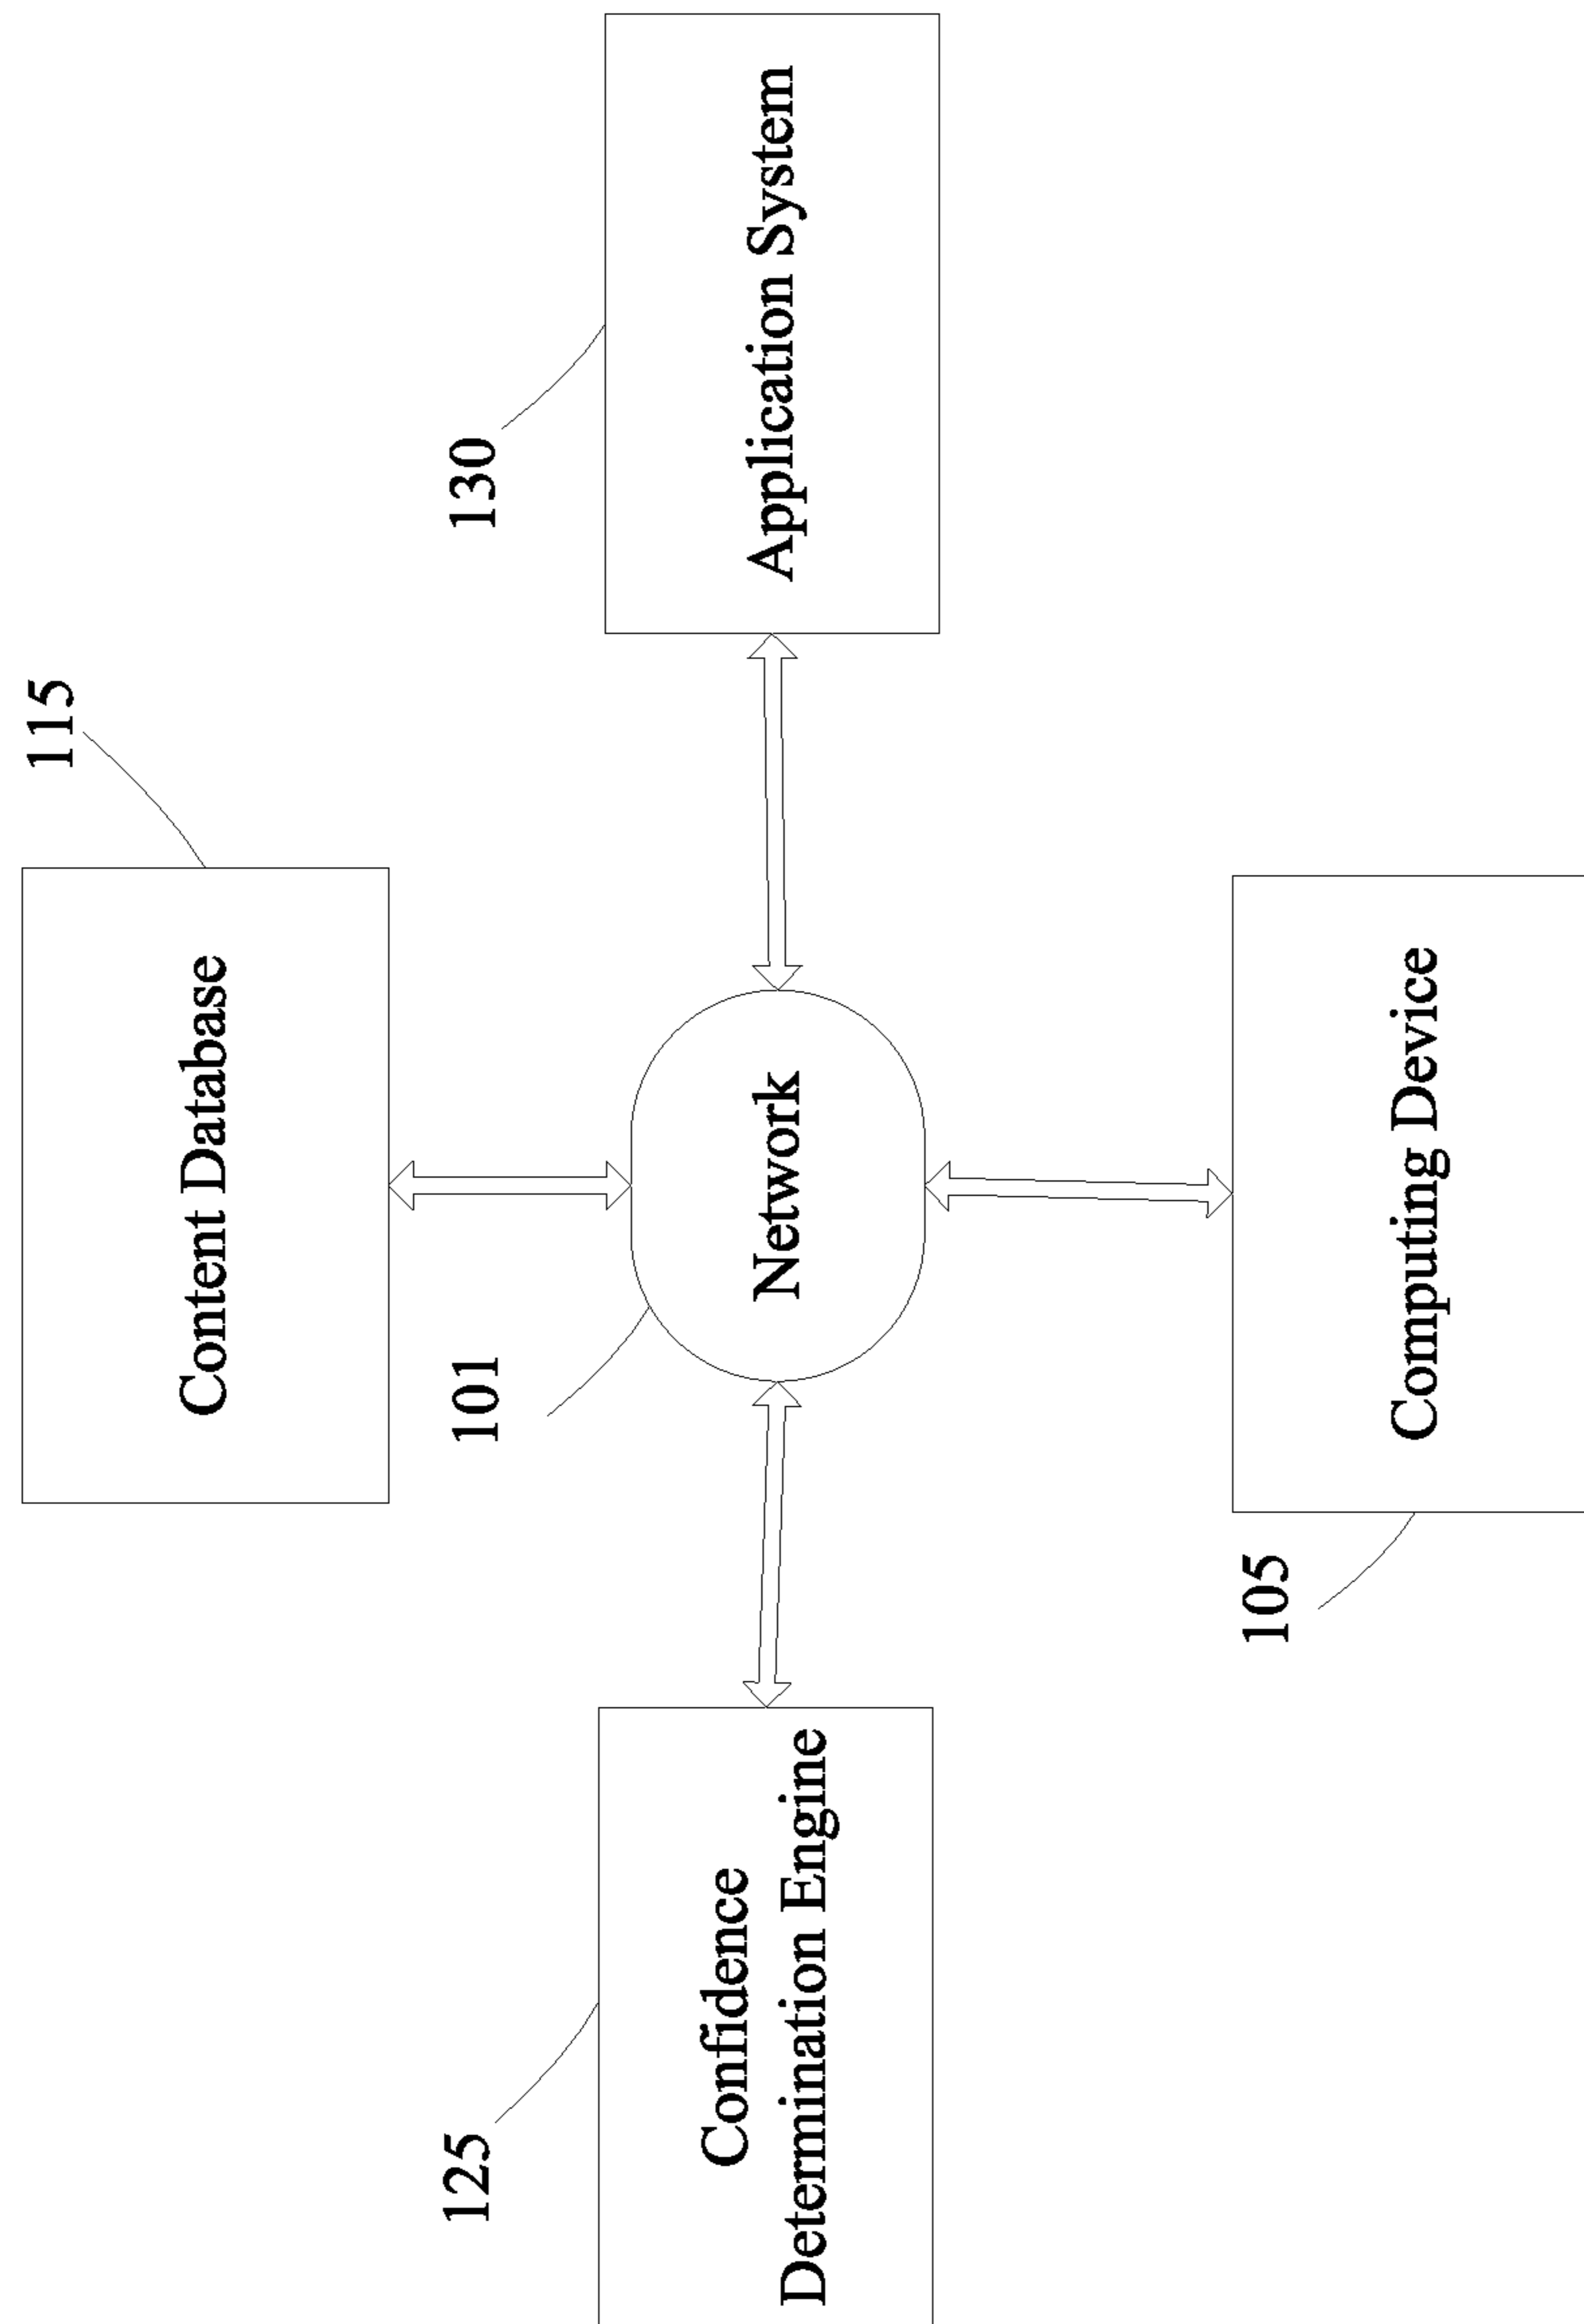 115
Content Database
125
101
130
Confidence
Determination Engine
Network
Application System
105
Computing Device